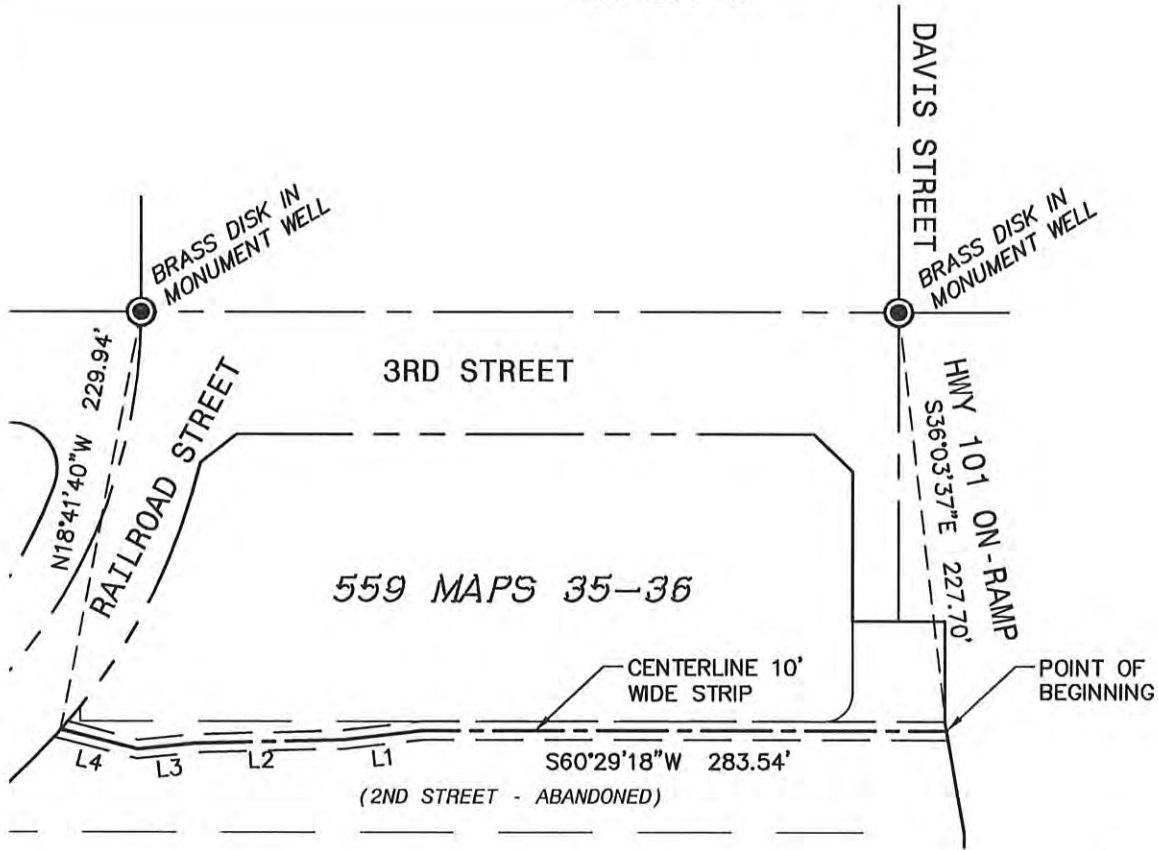 DAVIS STREET
BRASS DISK IN
MONUMENT WELL
BRASS DISK IN
MONUMENT WELL
N18°41'40"W 229.94'
RAILROAD STREET
3RD STREET
HWY 101 ON-RAMP
S36°03'37"E 227.70'
559 MAPS 35-36
CENTERLINE 10'
WIDE STRIP
POINT OF
BEGINNING
L4
L3
L2
L1
S60°29'18"W 283.54'
(2ND STREET - ABANDONED)